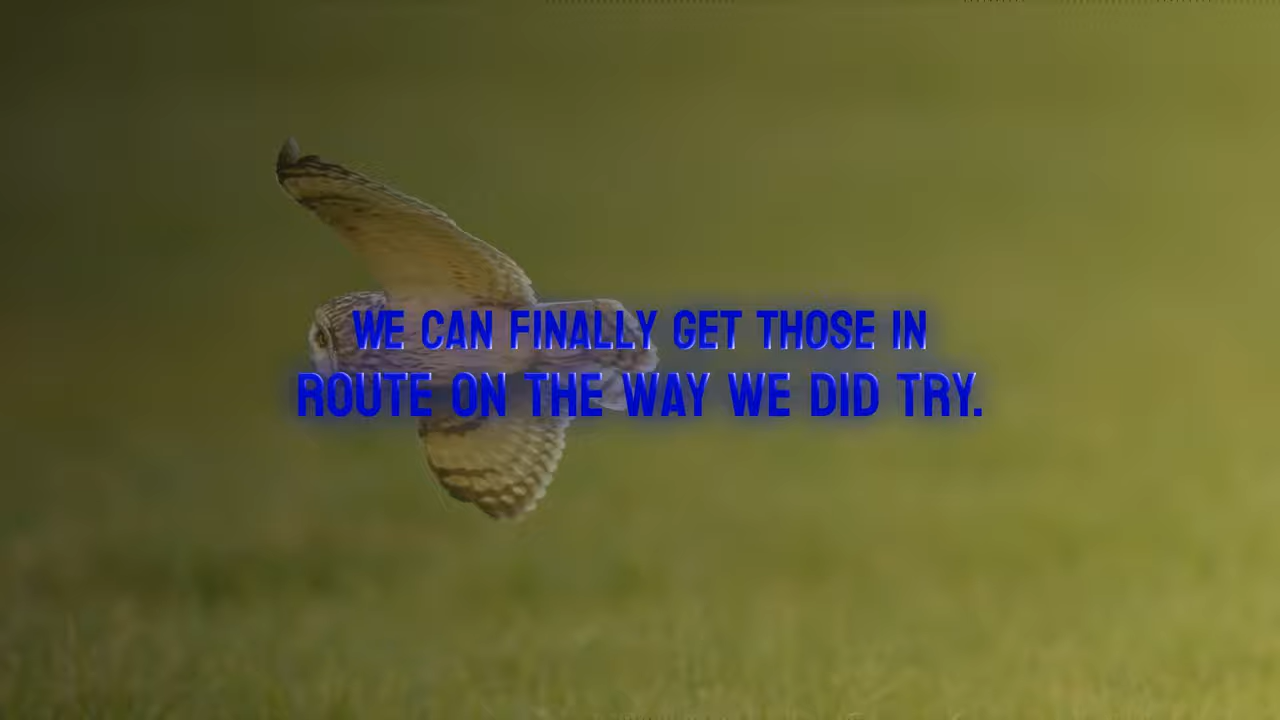 WE CAN FINALLY GET THOSE IN
ROUTE ON THE WAY WE DID TRY.